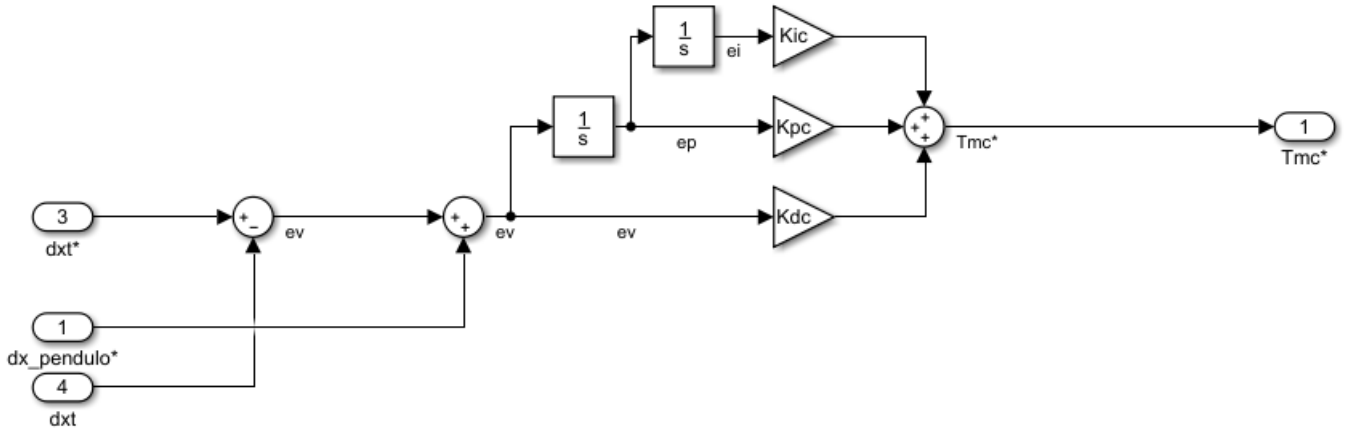 1
s
ei
Kic
1
s
ep
Kpc
+
+
+
Tmc*
1
Tmc*
3
dxt*
+
−
ev
+
+
ev
ev
Kdc
1
dx_pendulo*
4
dxt